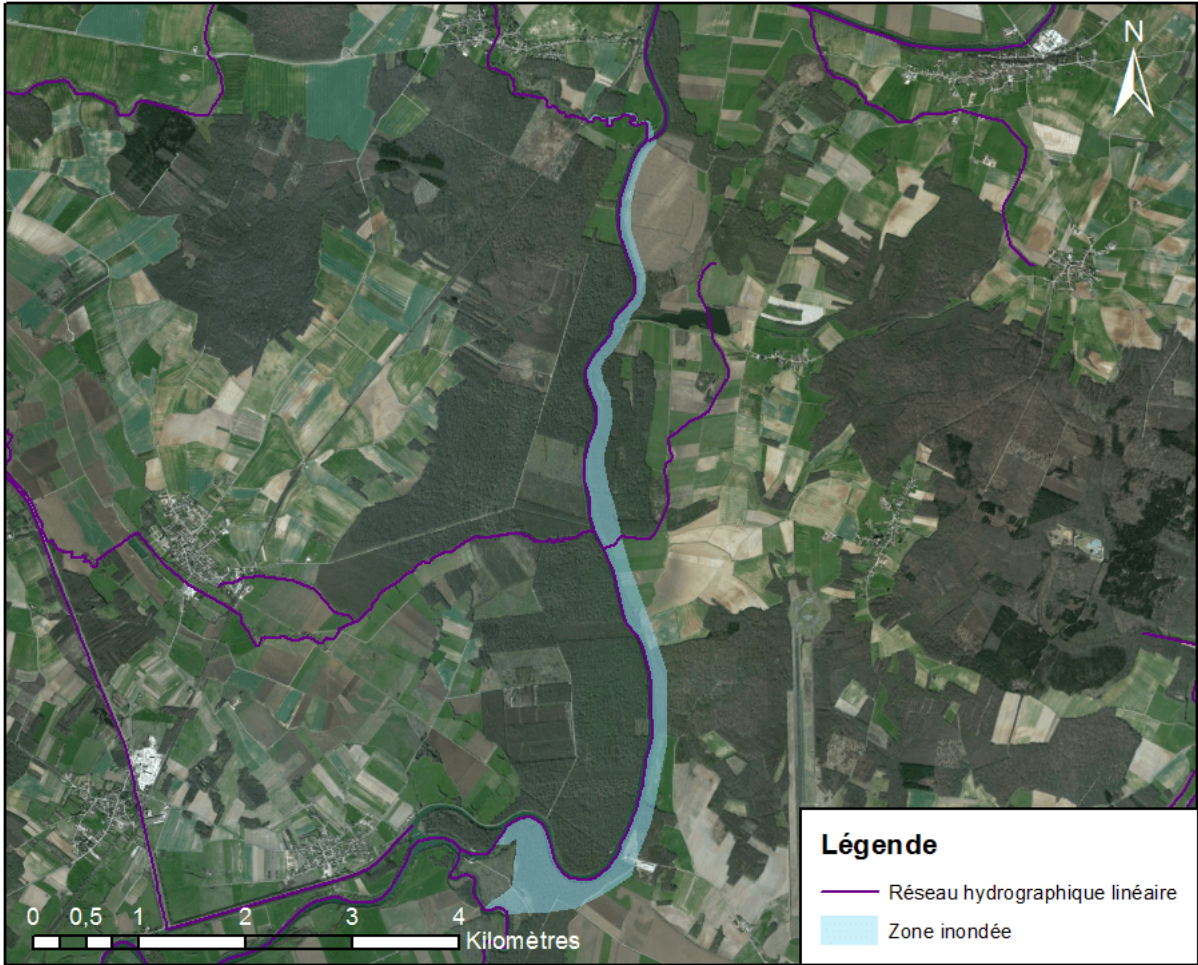 N
Légende
Réseau hydrographique linéaire
Zone inondée
0 0,5 1 2 3 4
Kilomètres